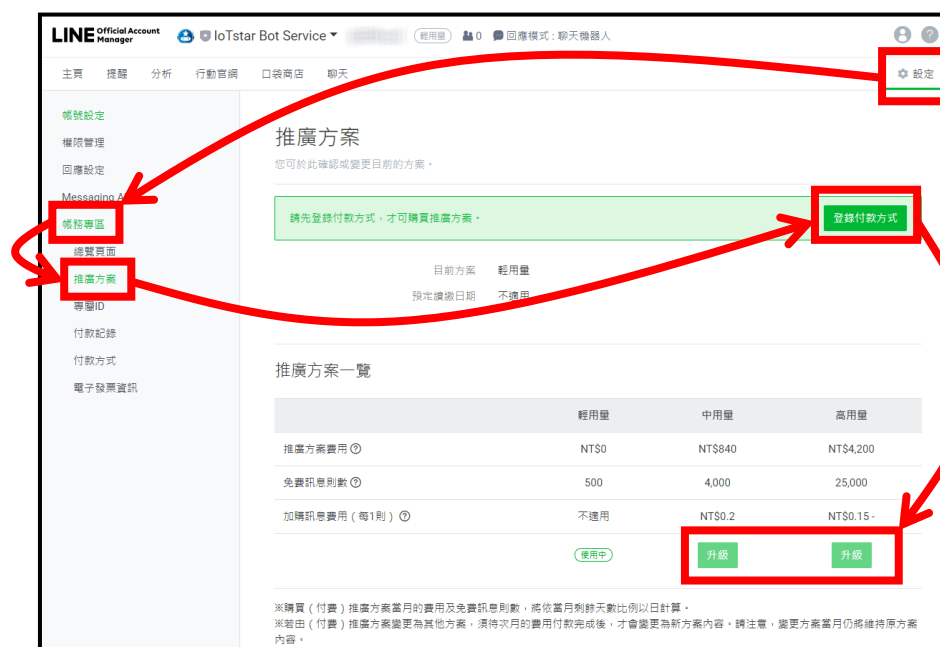 LINE Official Account Manager IoTstar Bot Service 輕用量 0 回應模式 : 聊天機器人
主頁 提醒 分析 行動官網 口袋商店 聊天 設定
帳號設定
權限管理
回應設定
Messaging A
帳務專區
總覽頁面
推廣方案
專屬ID
付款記錄
付款方式
電子發票資訊
推廣方案
您可於此確認或變更目前的方案。
請先登錄付款方式，才可購買推廣方案。 登錄付款方式
目前方案 輕用量
預定續繳日期 不適用
推廣方案一覽
輕用量 中用量 高用量
推廣方案費用 NT$0 NT$840 NT$4,200
免費訊息則數 500 4,000 25,000
加購訊息費用（每1則） 不適用 NT$0.2 NT$0.15 -
使用中 升級 升級
※購買（付費）推廣方案當月的費用及免費訊息則數，將依當月剩餘天數比例以日計算。
※若由（付費）推廣方案變更為其他方案，須待次月的費用付款完成後，才會變更為新方案內容。請注意，變更方案當月仍將維持原方案
內容。